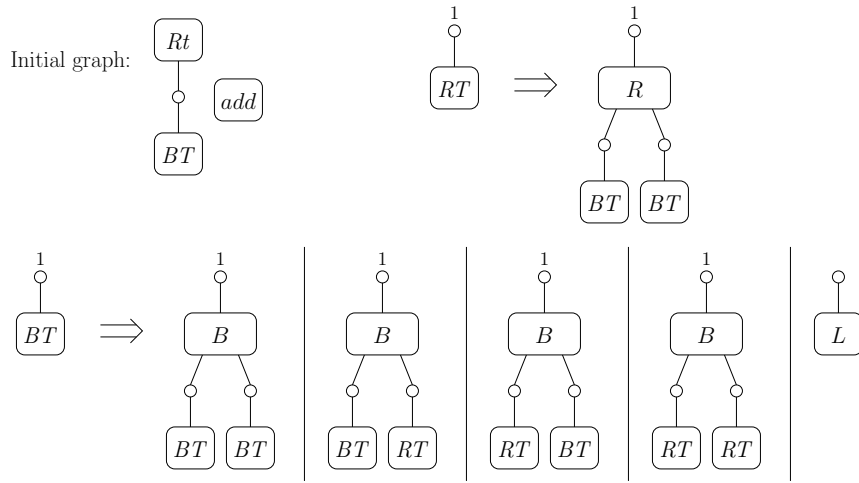 1 1
Rt
Initial graph:
RT R
add
BT
BT BT
1 1 1 1 1
BT B B B B L
BT BT BT RT RT BT RT RT